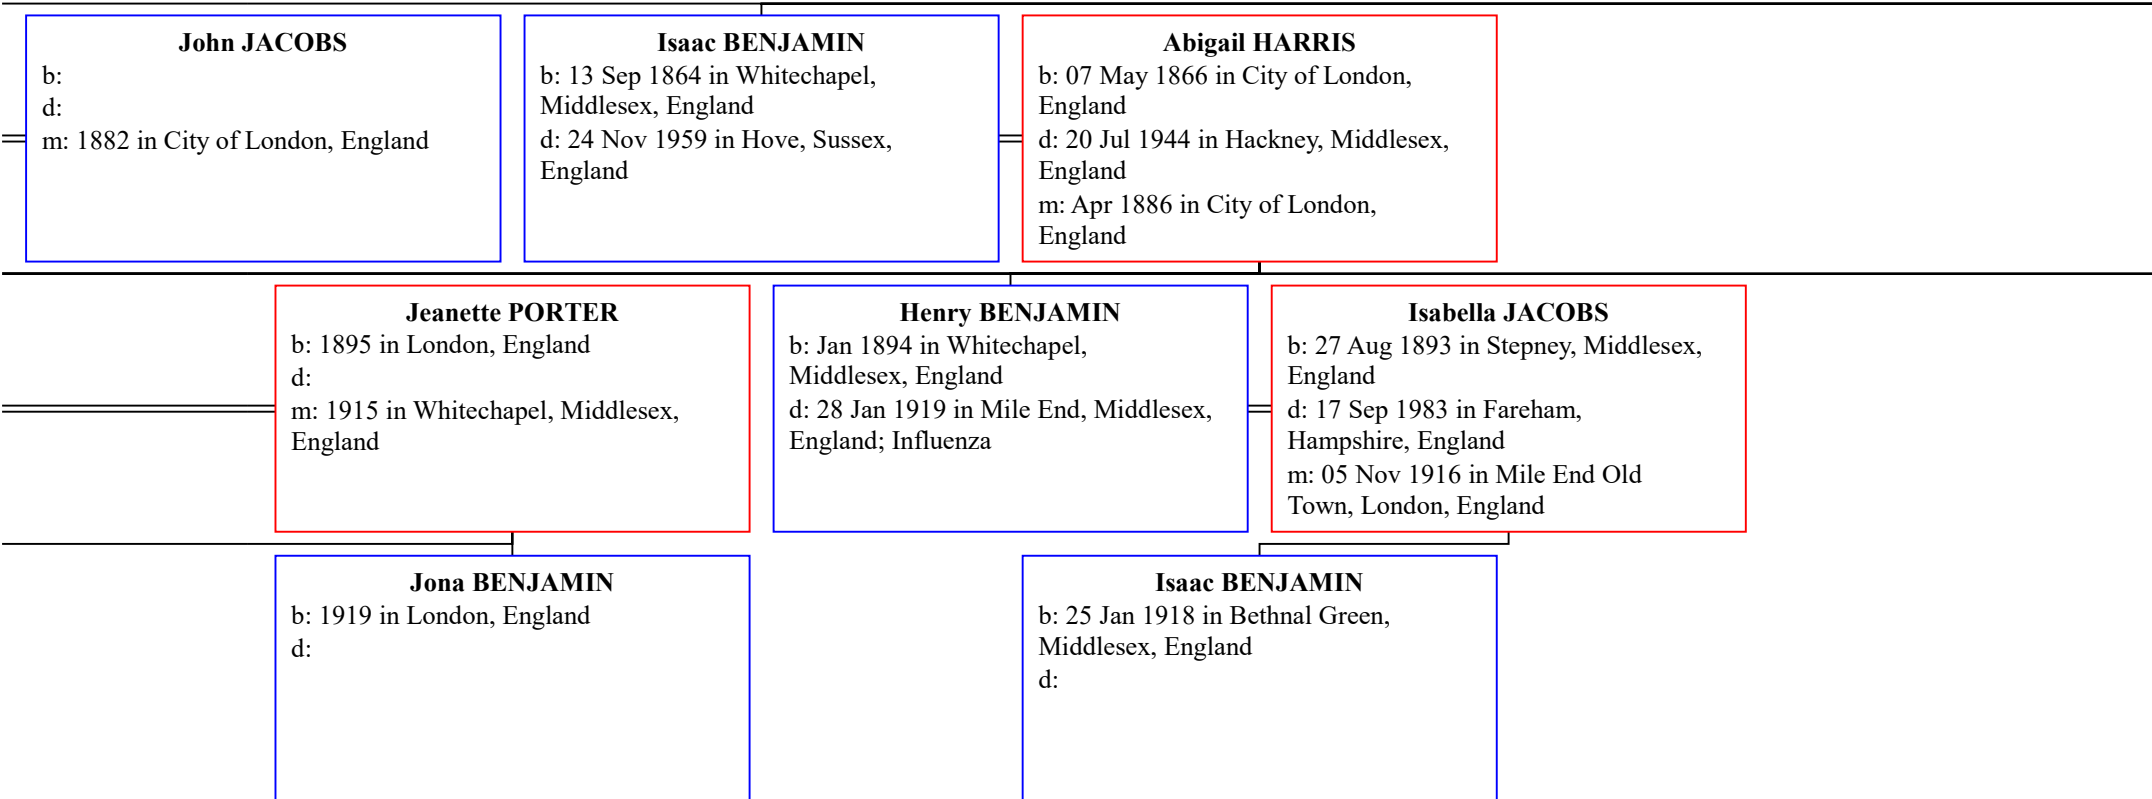 John JACOBS
b:
d:
m: 1882 in City of London, England
Isaac BENJAMIN
b: 13 Sep 1864 in Whitechapel,
Middlesex, England
d: 24 Nov 1959 in Hove, Sussex,
England
Abigail HARRIS
b: 07 May 1866 in City of London,
England
d: 20 Jul 1944 in Hackney, Middlesex,
England
m: Apr 1886 in City of London,
England
Jeanette PORTER
b: 1895 in London, England
d:
m: 1915 in Whitechapel, Middlesex,
England
Henry BENJAMIN
b: Jan 1894 in Whitechapel,
Middlesex, England
d: 28 Jan 1919 in Mile End, Middlesex,
England; Influenza
Isabella JACOBS
b: 27 Aug 1893 in Stepney, Middlesex,
England
d: 17 Sep 1983 in Fareham,
Hampshire, England
m: 05 Nov 1916 in Mile End Old
Town, London, England
Jona BENJAMIN
b: 1919 in London, England
d:
Isaac BENJAMIN
b: 25 Jan 1918 in Bethnal Green,
Middlesex, England
d: